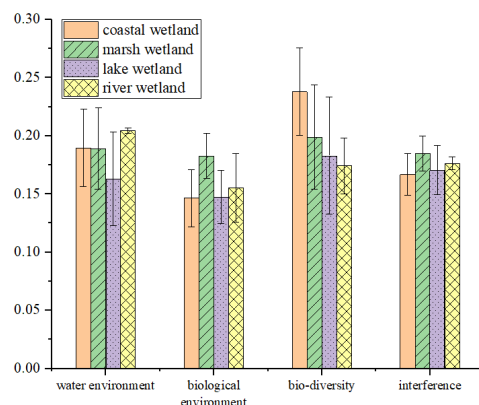 0.30
0.25
0.20
0.15
0.10
0.05
0.00
coastal wetland
marsh wetland
lake wetland
river wetland
water environment
biological
environment
bio-diversity
interference